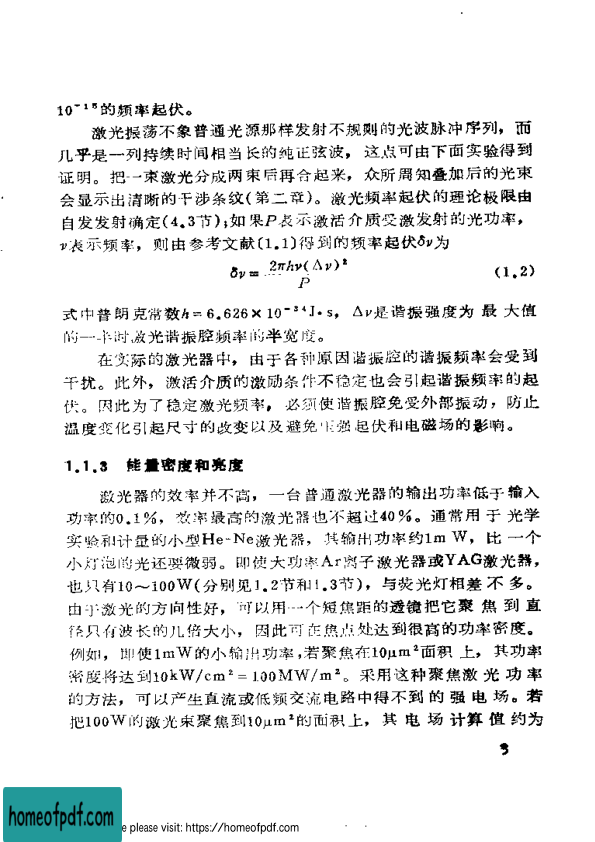 10⁻¹⁵的频率起伏。
激光振荡不象普通光源那样发射不规则的光波脉冲序列，而
几乎是一列持续时间相当长的纯正弦波，这点可由下面实验得到
证明。把一束激光分成两束后再合起来，众所周知叠加后的光束
会显示出清晰的干涉条纹(第二章)。激光频率起伏的理论极限由
自发发射确定(4.3节)；如果P表示激活介质受激发射的光功率，
ν表示频率，则由参考文献(1.1)得到的频率起伏δν为
δν = 2πhν(Δν)² / P (1.2)
式中普朗克常数h=6.626×10⁻³⁴J·s，Δν是谐振强度为最大值
的一半时激光谐振腔频率的半宽度。
在实际的激光器中，由于各种原因谐振腔的谐振频率会受到
干扰。此外，激活介质的激励条件不稳定也会引起谐振频率的起
伏。因此为了稳定激光频率，必须使谐振腔免受外部振动，防止
温度变化引起尺寸的改变以及避免气压起伏和电磁场的影响。
1.1.3 能量密度和亮度
激光器的效率并不高，一台普通激光器的输出功率低于输入
功率的0.1%，效率最高的激光器也不超过40%。通常用于光学
实验和计量的小型He-Ne激光器，其输出功率约1mW，比一个
小灯泡的光还要微弱。即使大功率Ar离子激光器或YAG激光器，
也只有10～100W(分别见1.2节和1.3节)，与荧光灯相差不多。
由于激光的方向性好，可以用一个短焦距的透镜把它聚焦到直
径只有波长的几倍大小，因此可在焦点处达到很高的功率密度。
例如，即使1mW的小输出功率，若聚焦在10μm²面积上，其功率
密度将达到10kW/cm²=100MW/m²。采用这种聚焦激光功率
的方法，可以产生直流或低频交流电路中得不到的强电场。若
把100W的激光束聚焦到10μm²的面积上，其电场计算值约为
3
homeofpdf.com
e please visit: https://homeofpdf.com